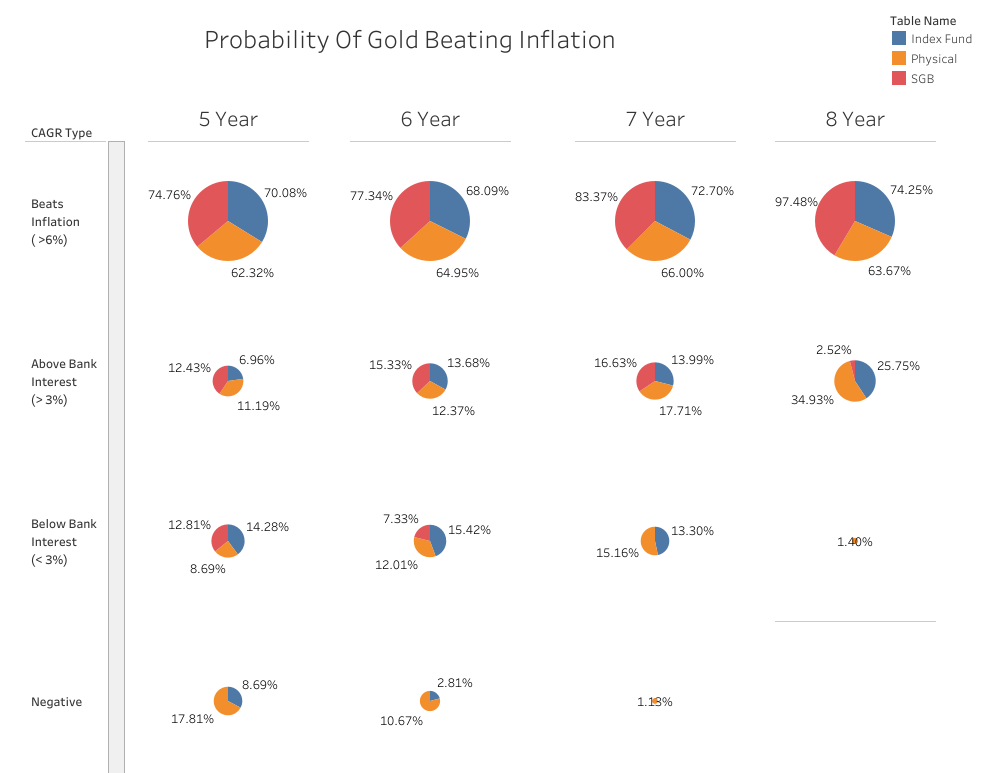 Table Name
Probability Of Gold Beating Inflation
Index Fund
Physical
SGB
CAGR Type
5 Year
6 Year
7 Year
8 Year
Beats
Inflation
( >6%)
74.76%
70.08%
62.32%
77.34%
68.09%
64.95%
83.37%
72.70%
66.00%
97.48%
74.25%
63.67%
Above Bank
Interest
(> 3%)
12.43%
6.96%
11.19%
15.33%
13.68%
12.37%
16.63%
13.99%
17.71%
2.52%
25.75%
34.93%
Below Bank
Interest
(< 3%)
12.81%
14.28%
8.69%
7.33%
15.42%
12.01%
13.30%
15.16%
1.40%
Negative
8.69%
17.81%
2.81%
10.67%
1.13%